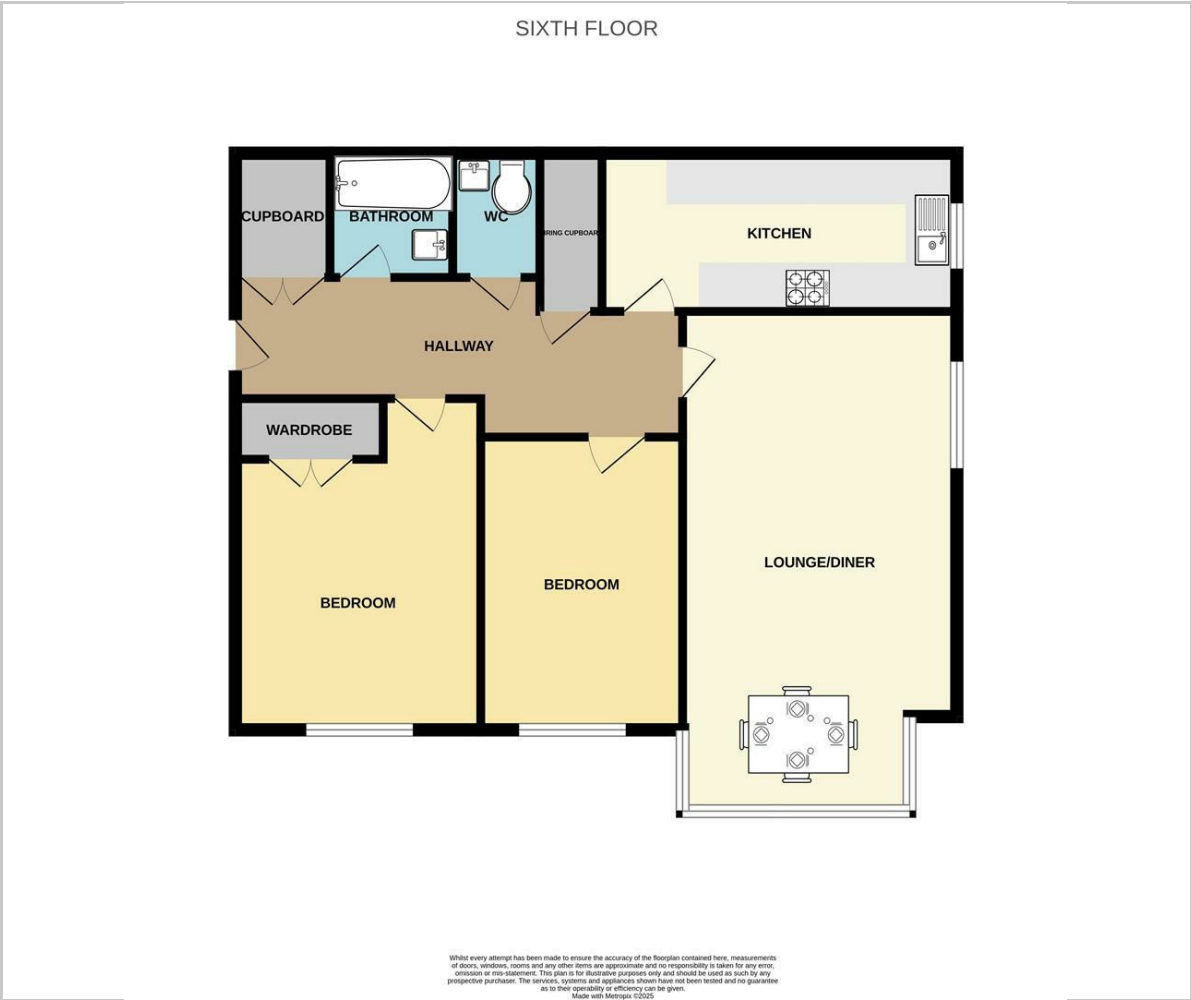 SIXTH FLOOR
CUPBOARD
BATHROOM
WC
KITCHEN
HALLWAY
WARDROBE
LOUNGE/DINER
BEDROOM
BEDROOM
Whilst every attempt has been made to ensure the accuracy of the floorplan contained here, measurements
of doors, windows, rooms and any other items are approximate and no responsibility is taken for any error,
omission or mis-statement. This plan is for illustrative purposes only and should be used as such by any
prospective purchaser. The services, systems and appliances shown have not been tested and no guarantee
as to their operability or efficiency can be given.
Made with Metropix ©2025